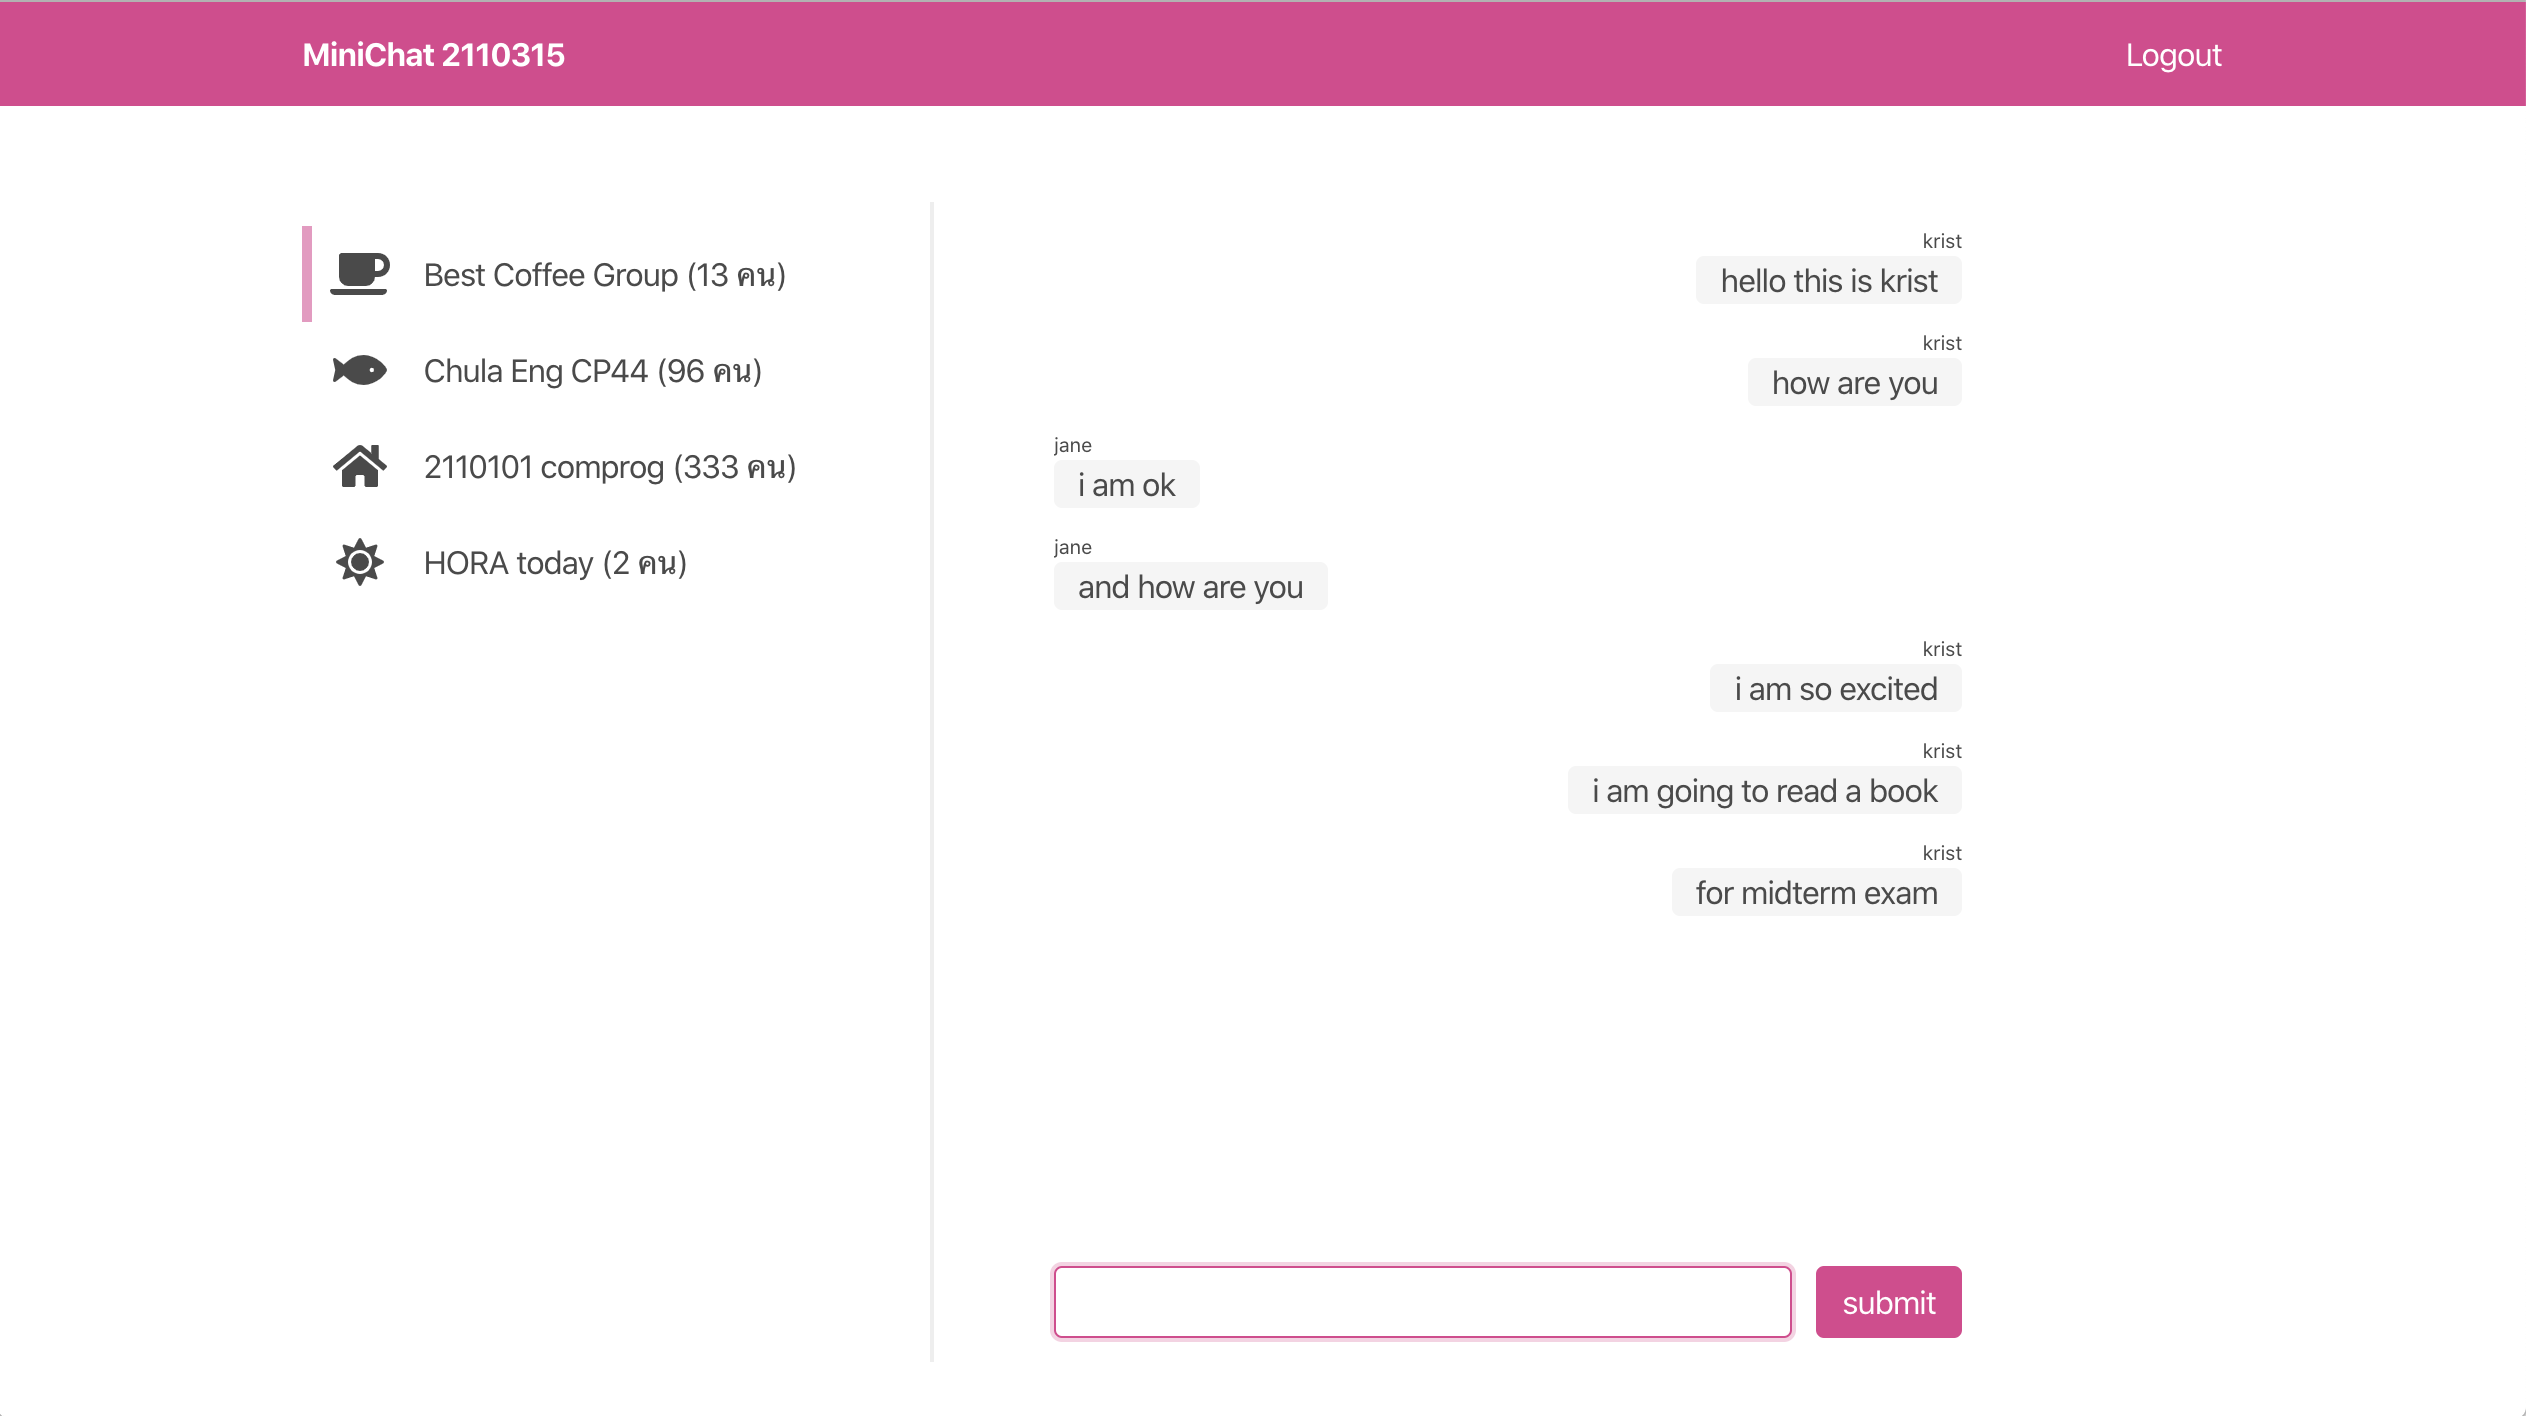 MiniChat 2110315
Logout
Best Coffee Group (13 คน)
Chula Eng CP44 (96 คน)
2110101 comprog (333 คน)
HORA today (2 คน)
krist
hello this is krist
krist
how are you
jane
i am ok
jane
and how are you
krist
i am so excited
krist
i am going to read a book
krist
for midterm exam
submit